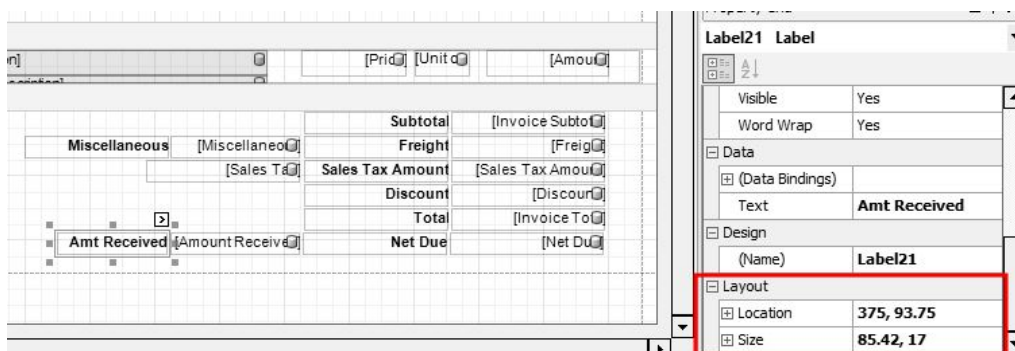 Label21 Label
n] [Pric] [Unit o [Amou]
Visible Yes
Word Wrap Yes
Subtotal [Invoice Subtot]
Miscellaneous [Miscellaneo] Freight [Freig]
[Sales Ta] Sales Tax Amount [Sales Tax Amou]
Discount [Discoun]
Total [Invoice To]
Amt Received [Amount Receive] Net Due [Net Du]
Data
(Data Bindings)
Text Amt Received
Design
(Name) Label21
Layout
Location 375, 93.75
Size 85.42, 17